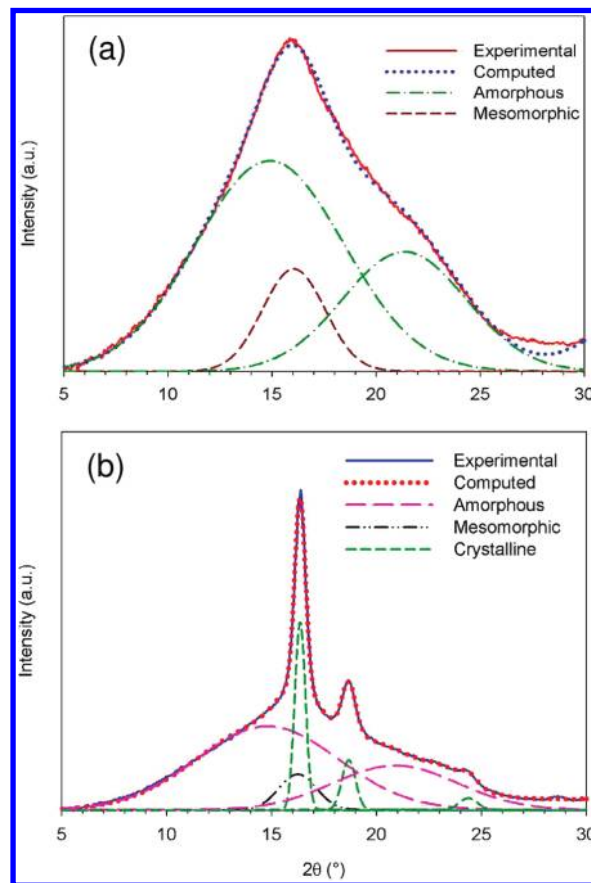 (a)
Experimental
Computed
Amorphous
Mesomorphic
Intensity (a.u.)
5 10 15 20 25 30
(b)
Experimental
Computed
Amorphous
Mesomorphic
Crystalline
Intensity (a.u.)
5 10 15 20 25 30
2θ (°)